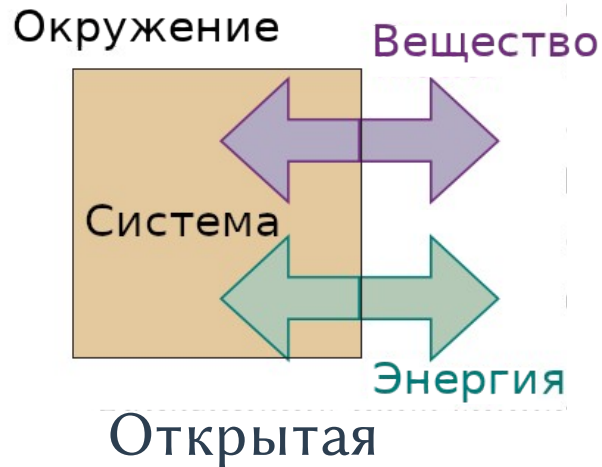 Окружение
Вещество
Система
Энергия
Открытая